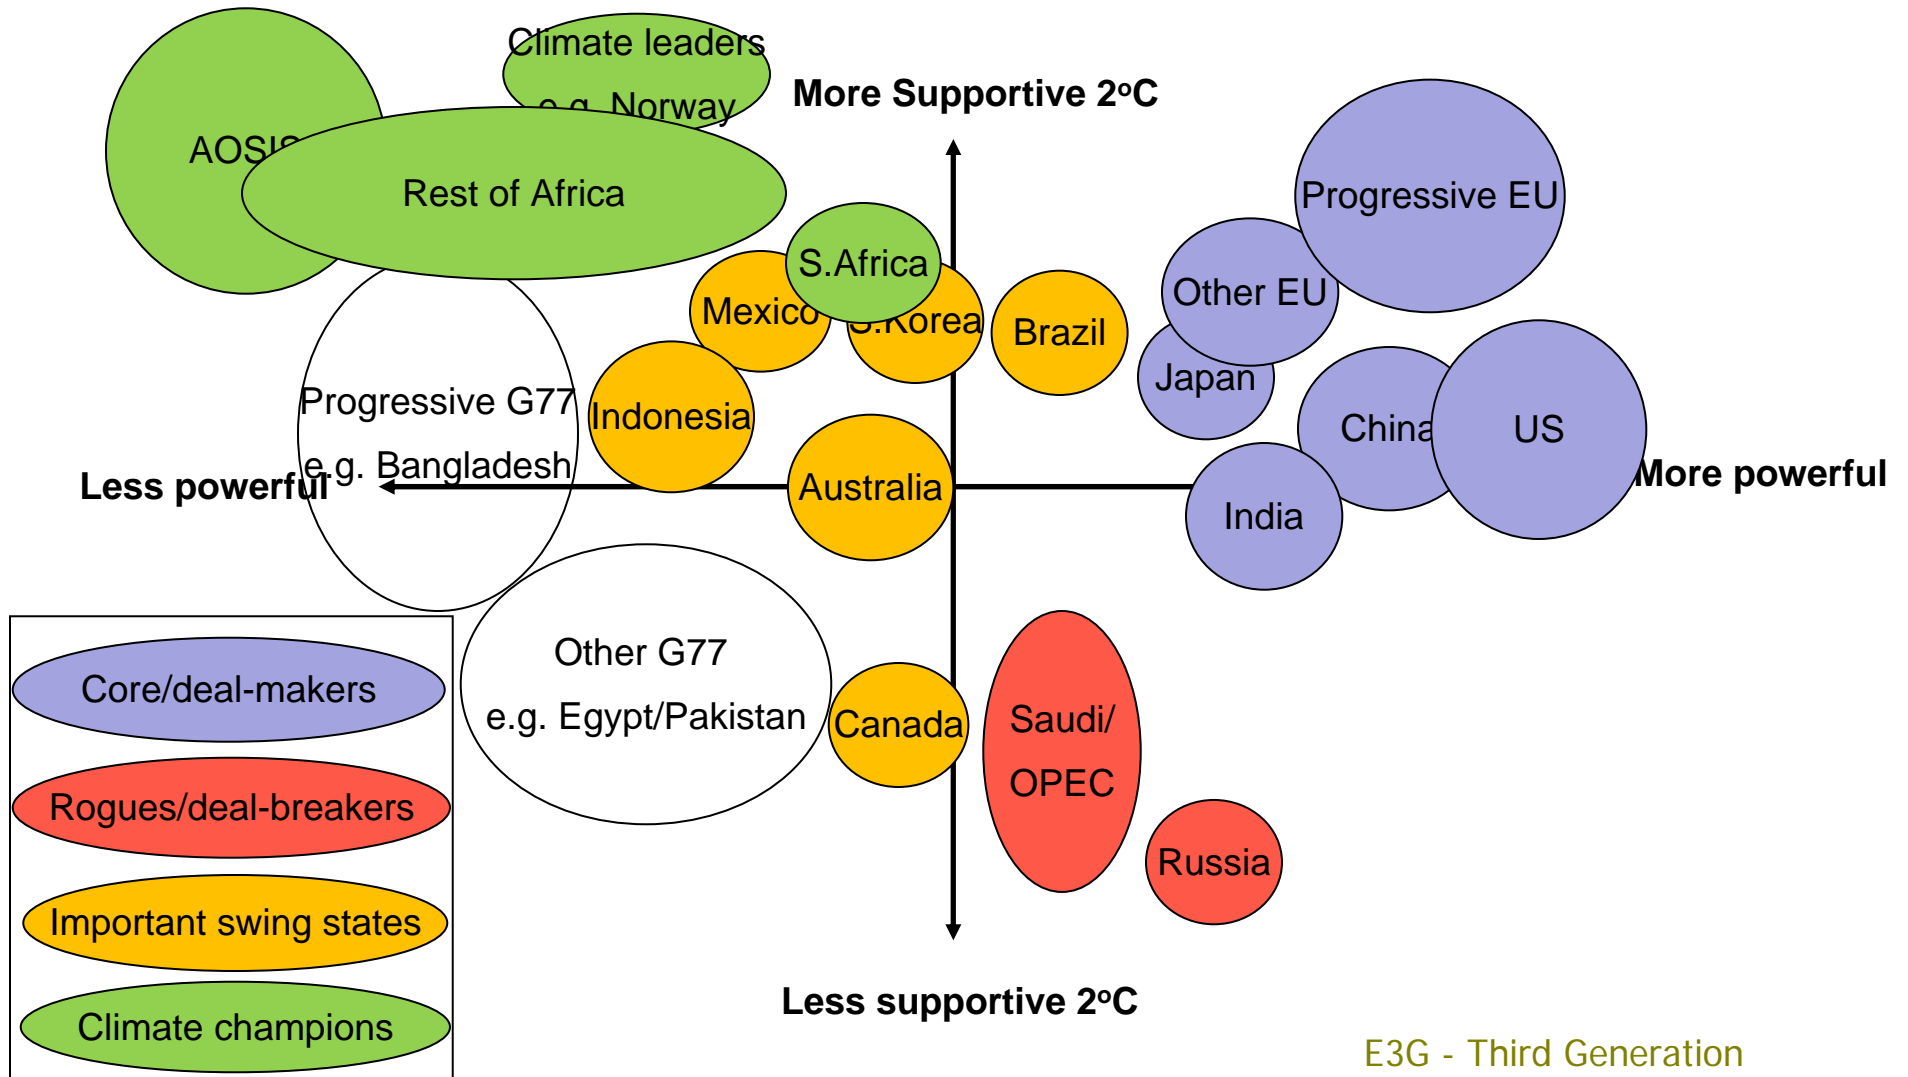 Climate leaders
e.g. Norway
More Supportive 2°C
AOSIS
Rest of Africa
Progressive EU
S.Africa
Other EU
Mexico
S.Korea
Brazil
Japan
Progressive G77
e.g. Bangladesh
Indonesia
China
US
Less powerful
Australia
More powerful
India
Other G77
e.g. Egypt/Pakistan
Canada
Saudi/
OPEC
Russia
Core/deal-makers
Rogues/deal-breakers
Important swing states
Climate champions
Less supportive 2°C
E3G - Third Generation